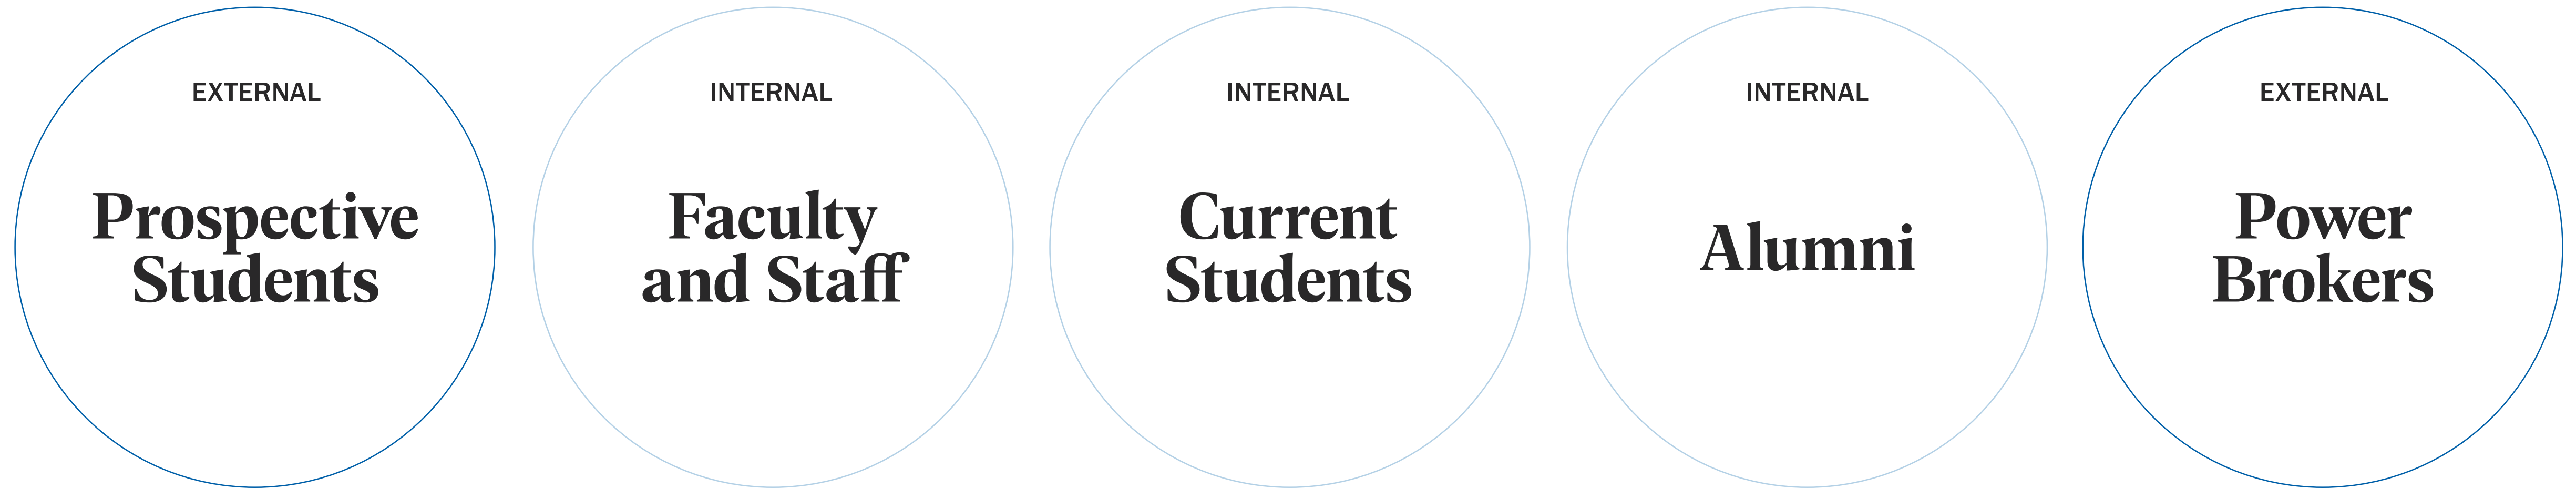 EXTERNAL
Prospective
Students
INTERNAL
Faculty
and Staff
INTERNAL
Current
Students
INTERNAL
Alumni
EXTERNAL
Power
Brokers